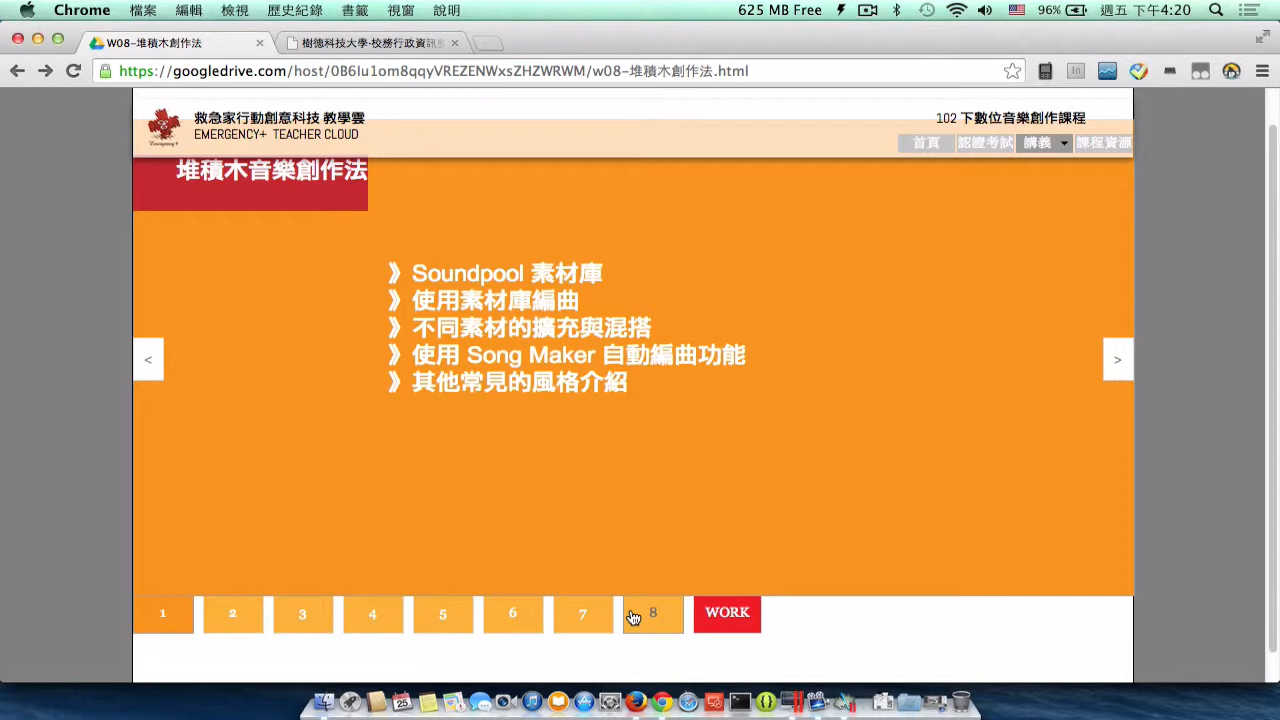 Chrome 檔案 編輯 檢視 歷史紀錄 書籤 視窗 說明 625 MB Free 96% 週五 下午4:20
W08-堆積木創作法 樹德科技大學-校務行政資訊
https://googledrive.com/host/0B6Iu1om8qqyVREZENWxsZHZWRWM/w08-堆積木創作法.html
救急家行動創意科技 教學雲 102 下數位音樂創作課程
EMERGENCY+ TEACHER CLOUD
首頁 認證考試 講義 課程資源
堆積木音樂創作法
》Soundpool 素材庫
》使用素材庫編曲
》不同素材的擴充與混搭
》使用 Song Maker 自動編曲功能
》其他常見的風格介紹
< >
1 2 3 4 5 6 7 8 WORK
25